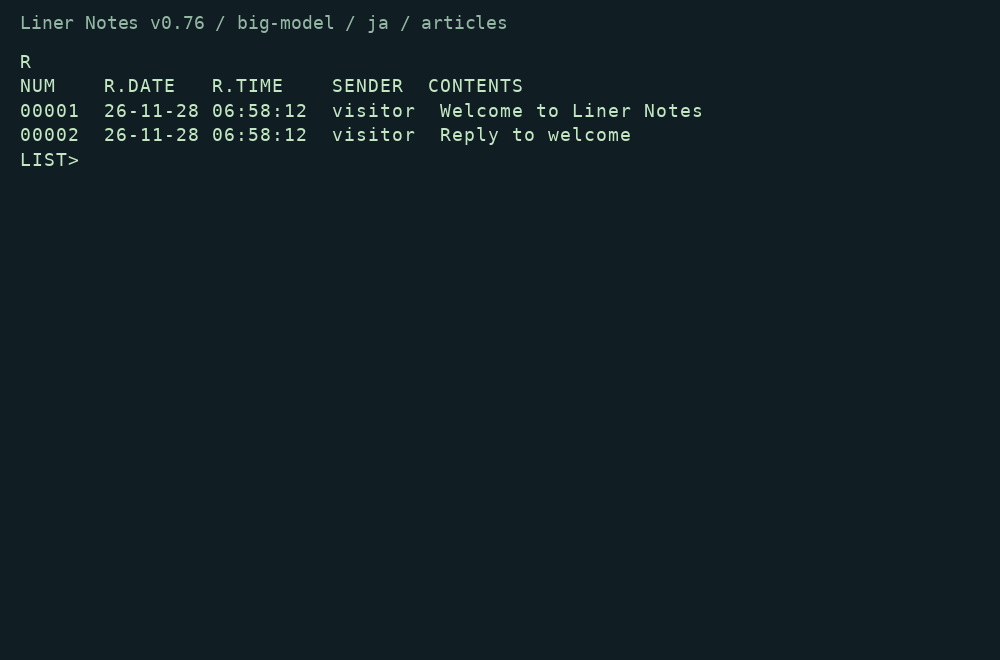 Liner Notes v0.76 / big-model / ja / articles
R
NUM    R.DATE   R.TIME    SENDER  CONTENTS
00001  26-11-28 06:58:12  visitor  Welcome to Liner Notes
00002  26-11-28 06:58:12  visitor  Reply to welcome
LIST>